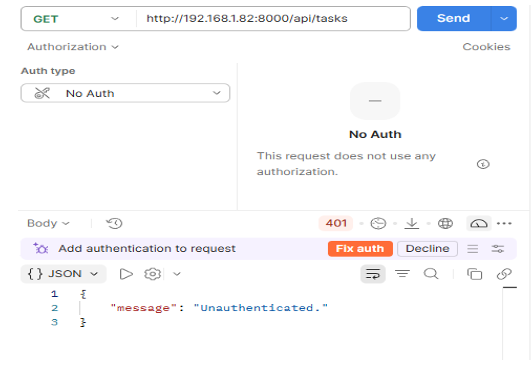 GET http://192.168.1.82:8000/api/tasks Send
Authorization Cookies
Auth type
No Auth
No Auth
This request does not use any
authorization.
Body 401
Add authentication to request Fix auth Decline
{ } JSON
1 {
2 "message": "Unauthenticated."
3 }